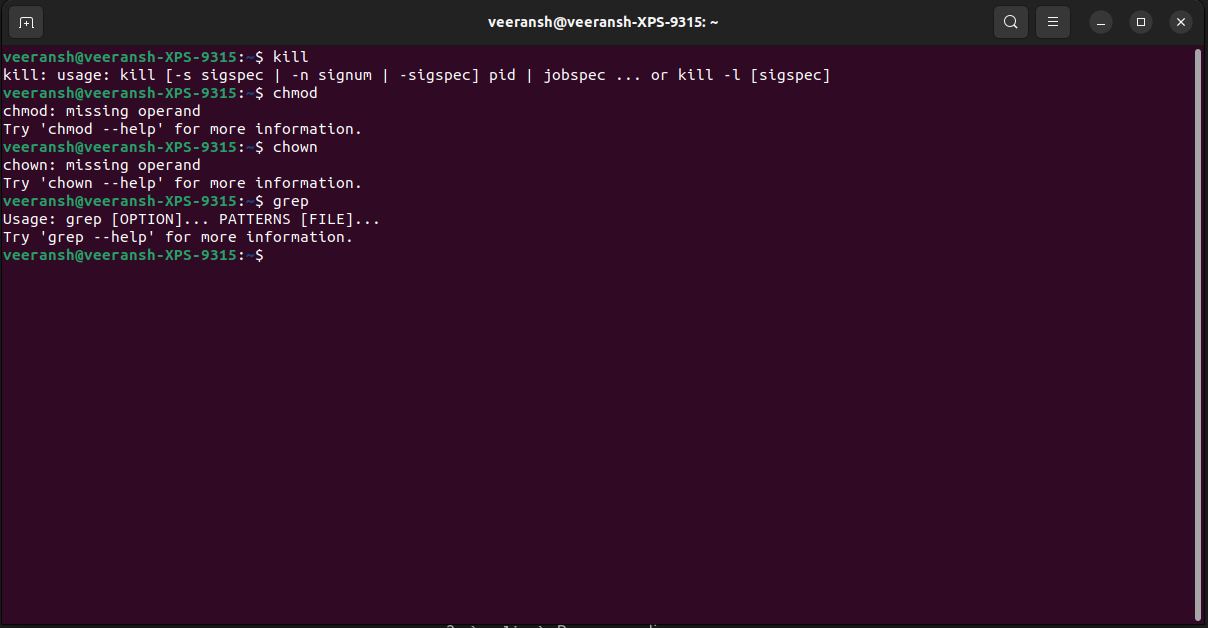 veeransh@veeransh-XPS-9315: ~
veeransh@veeransh-XPS-9315:~$ kill
kill: usage: kill [-s sigspec | -n signum | -sigspec] pid | jobspec ... or kill -l [sigspec]
veeransh@veeransh-XPS-9315:~$ chmod
chmod: missing operand
Try 'chmod --help' for more information.
veeransh@veeransh-XPS-9315:~$ chown
chown: missing operand
Try 'chown --help' for more information.
veeransh@veeransh-XPS-9315:~$ grep
Usage: grep [OPTION]... PATTERNS [FILE]...
Try 'grep --help' for more information.
veeransh@veeransh-XPS-9315:~$